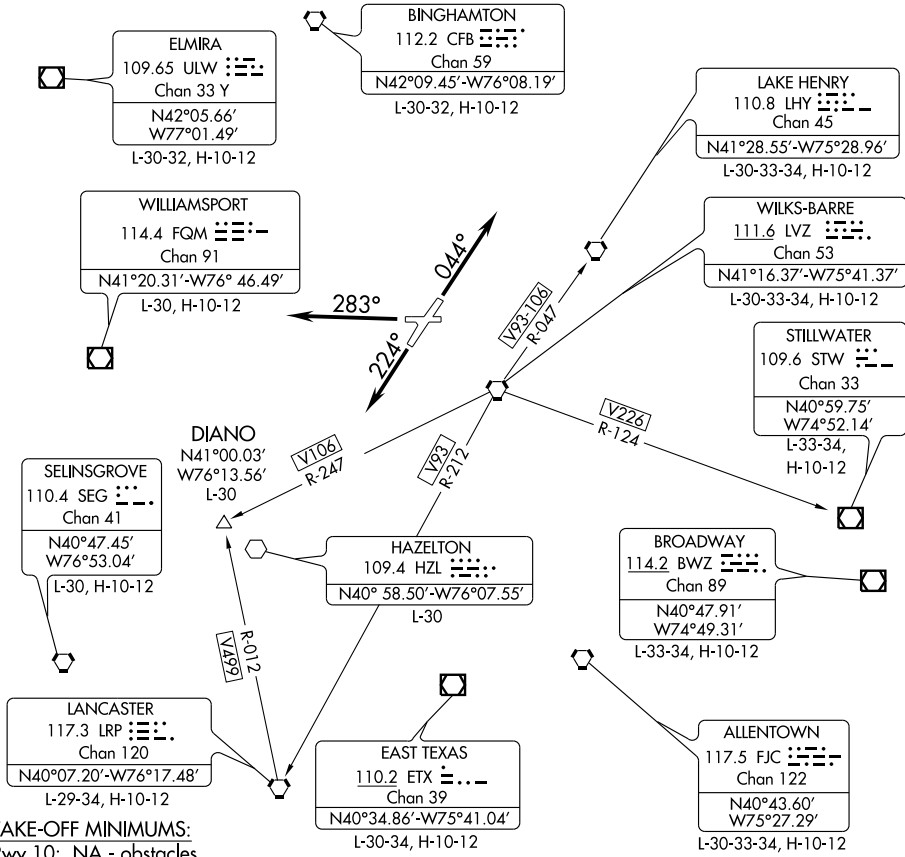 BINGHAMTON
112.2 CFB
Chan 59
N42°09.45'-W76°08.19'
L-30-32, H-10-12
ELMIRA
109.65 ULW
Chan 33 Y
N42°05.66'
W77°01.49'
L-30-32, H-10-12
LAKE HENRY
110.8 LHY
Chan 45
N41°28.55'-W75°28.96'
L-30-33-34, H-10-12
WILLIAMSPORT
114.4 FQM
Chan 91
N41°20.31'-W76° 46.49'
L-30, H-10-12
WILKS-BARRE
111.6 LVZ
Chan 53
N41°16.37'-W75°41.37'
L-30-33-34, H-10-12
044°
283°
224°
V93-106
R-047
STILLWATER
109.6 STW
Chan 33
N40°59.75'
W74°52.14'
L-33-34,
H-10-12
V226
R-124
DIANO
N41°00.03'
W76°13.56'
L-30
V106
R-247
V93
R-212
SELINSGROVE
110.4 SEG
Chan 41
N40°47.45'
W76°53.04'
L-30, H-10-12
HAZELTON
109.4 HZL
N40° 58.50'-W76°07.55'
L-30
BROADWAY
114.2 BWZ
Chan 89
N40°47.91'
W74°49.31'
L-33-34, H-10-12
R-012
V499
LANCASTER
117.3 LRP
Chan 120
N40°07.20'-W76°17.48'
L-29-34, H-10-12
EAST TEXAS
110.2 ETX
Chan 39
N40°34.86'-W75°41.04'
L-30-34, H-10-12
ALLENTOWN
117.5 FJC
Chan 122
N40°43.60'
W75°27.29'
L-30-33-34, H-10-12
AKE-OFF MINIMUMS:
wy 10: NA - obstacles